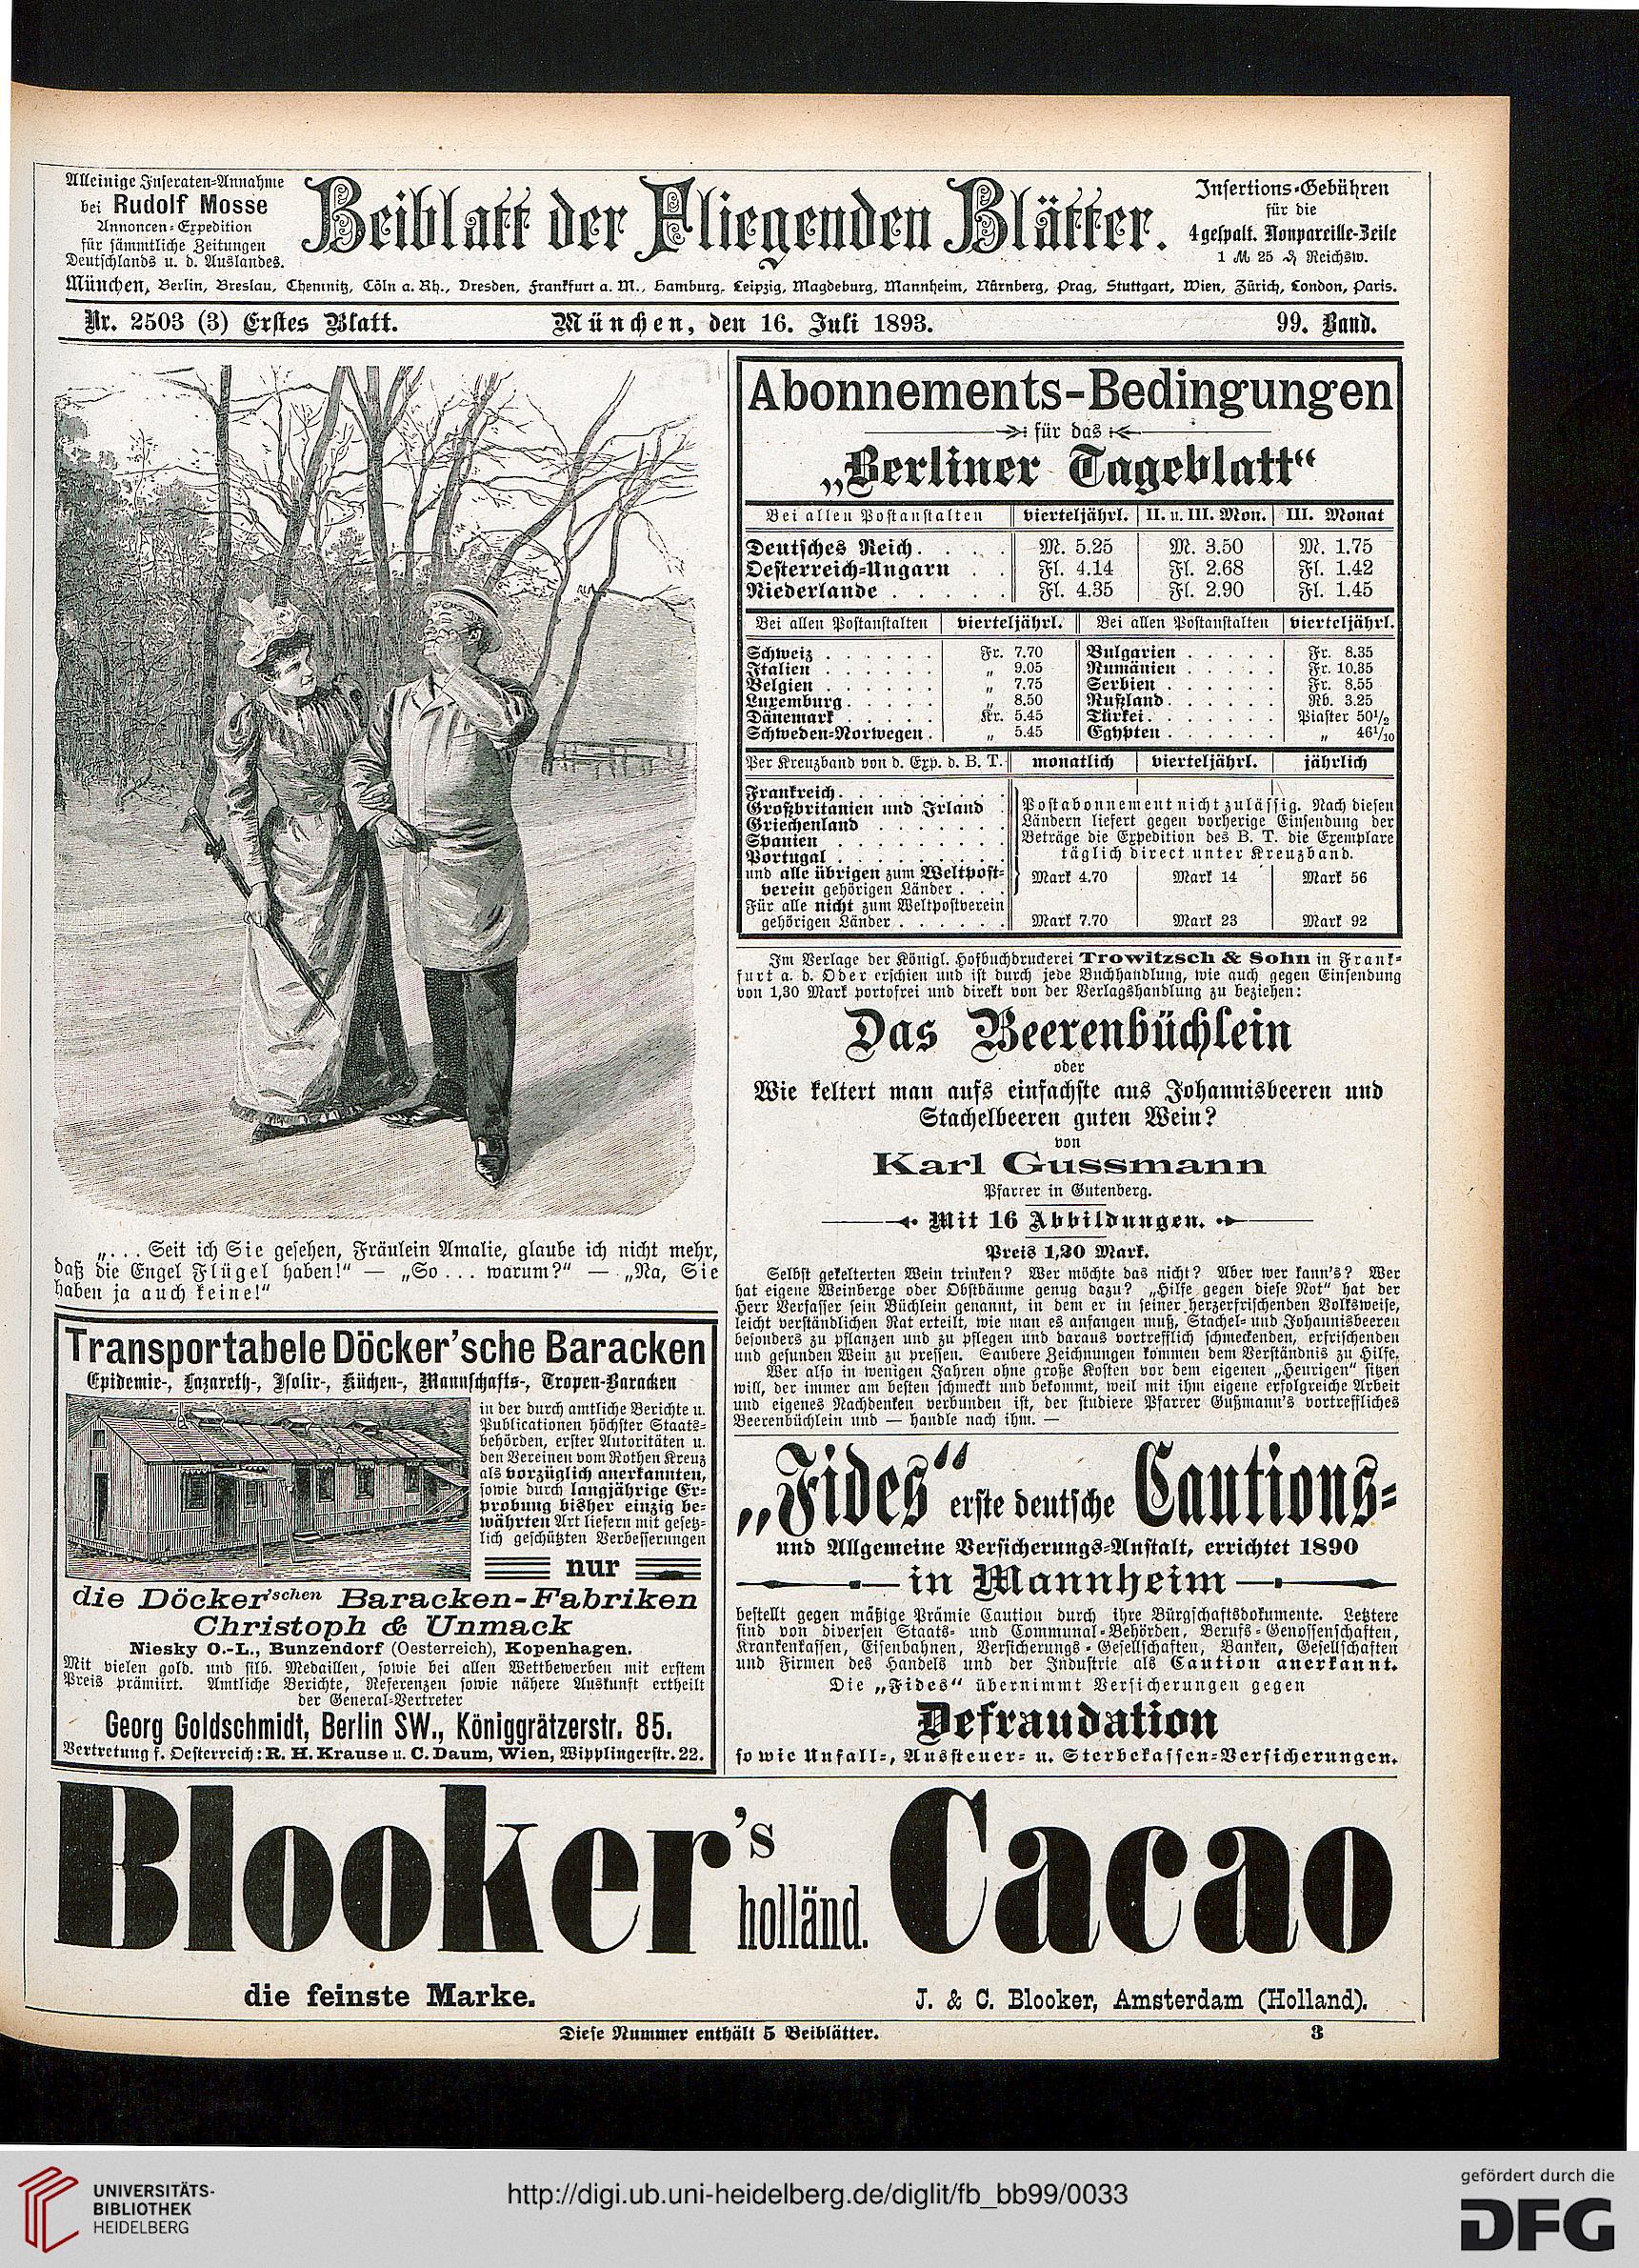 Alleinige Inseraten-Annahme
bei Rudolf Mosse
Annoncen-Expedition
für sämmtliche Zeitungen
Deutschlands u. d. Auslandes.
Beiblatt der Fliegenden Blätter.
Insertions-Gebühren
für die
4gespalt. Nonpareille-Zeile
1 M 25 ₰ Reichsw.
München, Berlin, Breslau, Chemnitz, Cöln a. Rh., Dresden, Frankfurt a. M., Hamburg, Leipzig, Magdeburg, Mannheim, Nürnberg, Prag, Stuttgart, Wien, Zürich, London, Paris.
Nr. 2503 (3) Erstes Blatt. München, den 16. Juli 1893. 99. Band.
„... Seit ich Sie gesehen, Fräulein Amalie, glaube ich nicht mehr,
daß die Engel Flügel haben!“ — „So ... warum?“ — „Na, Sie
haben ja auch keine!“
Transportabele Döcker'sche Baracken
Epidemie-, Lazareth-, Isolir-, Küchen-, Mannschafts-, Tropen-Baracken
in der durch amtliche Berichte u.
Publicationen höchster Staats-
behörden, erster Autoritäten u.
den Vereinen vom Rothen Kreuz
als vorzüglich anerkannten,
sowie durch langjährige Er-
probung bisher einzig be-
währten Art liefern mit gesetz-
lich geschützten Verbesserungen
nur
die Döcker'schen Baracken-Fabriken
Christoph & Unmack
Niesky O.-L., Bunzendorf (Oesterreich), Kopenhagen.
Mit vielen gold. und silb. Medaillen, sowie bei allen Wettbewerben mit erstem
Preis prämiirt. Amtliche Berichte, Referenzen sowie nähere Auskunft ertheilt
der General-Vertreter
Georg Goldschmidt, Berlin SW., Königgrätzerstr. 85.
Vertretung f. Oesterreich: R. H. Krause u. C. Daum, Wien, Wipplingerstr. 22.
Abonnements-Bedingungen
für das
„Berliner Tageblatt“
Bei allen Postanstalten vierteljährl. II. u. III. Mon. III. Monat
Deutsches Reich. . . . . M. 5.25 M. 3.50 M. 1.75
Oesterreich-Ungarn . . Fl. 4.14 Fl. 2.68 Fl. 1.42
Niederlande . . . . . Fl. 4.35 Fl. 2.90 Fl. 1.45
Bei allen Postanstalten vierteljährl. Bei allen Postanstalten vierteljährl.
Schweiz . . . . . . Fr. 7.70 Bulgarien . . . . . Fr. 8.35
Italien . . . . . . „ 9.05 Rumänien . . . . . Fr. 10.35
Belgien . . . . . . „ 7.75 Serbien . . . . . . Fr. 8.55
Luxemburg . . . . . „ 8.50 Rußland . . . . . . Rb. 3.25
Dänemark . . . . . Kr. 5.45 Türkei. . . . . . . Piaster 50½
Schweden-Norwegen . „ 5.45 Egypten . . . . . . „ 46 1/10
Per Kreuzband von d. Exp. d. B. T. monatlich vierteljährl. jährlich
Frankreich. . . . . . . . .
Großbritanien und Irland .
Griechenland . . . . . . .
Spanien . . . . . . . . .
Portugal . . . . . . . . .
und alle übrigen zum Weltpost-
verein gehörigen Länder . . .
Postabonnement nicht zulässig. Nach diesen
Ländern liefert gegen vorherige Einsendung der
Beträge die Expedition des B. T. die Exemplare
täglich direct unter Kreuzband.
Mark 4.70 Mark 14 Mark 56
Für alle nicht zum Weltpostverein
gehörigen Länder . . . . . . Mark 7.70 Mark 23 Mark 92
Im Verlage der Königl. Hofbuchdruckerei Trowitzsch & Sohn in Frank-
furt a. d. Oder erschien und ist durch jede Buchhandlung, wie auch gegen Einsendung
von 1,30 Mark portofrei und direkt von der Verlagshandlung zu beziehen:
Das Beerenbüchlein
oder
Wie keltert man aufs einfachste aus Johannisbeeren und
Stachelbeeren guten Wein?
von
Karl Gussmann
Pfarrer in Gutenberg.
Mit 16 Abbildungen.
Preis 1,20 Mark.
Selbst gekelterten Wein trinken? Wer möchte das nicht? Aber wer kann's? Wer
hat eigene Weinberge oder Obstbäume genug dazu? „Hilfe gegen diese Not“ hat der
Herr Verfasser sein Büchlein genannt, in dem er in seiner herzerfrischenden Volksweise,
leicht verständlichen Rat erteilt, wie man es anfangen muß, Stachel- und Johannisbeeren
besonders zu pflanzen und zu pflegen und daraus vortrefflich schmeckenden, erfrischenden
und gesunden Wein zu pressen. Saubere Zeichnungen kommen dem Verständnis zu Hilfe.
Wer also in wenigen Jahren ohne große Kosten vor dem eigenen „Heurigen“ sitzen
will, der immer am besten schmeckt und bekommt, weil mit ihm eigene erfolgreiche Arbeit
und eigenes Nachdenken verbunden ist, der studiere Pfarrer Gußmann's vortreffliches
Beerenbüchlein und — handle nach ihm. —
„Fides“ erste deutsche Cautions-
und Allgemeine Versicherungs-Anstalt, errichtet 1890
in Mannheim
bestellt gegen mäßige Prämie Caution durch ihre Bürgschaftsdokumente. Letztere
sind von diversen Staats- und Communal-Behörden, Berufs-Genossenschaften,
Krankenkassen, Eisenbahnen, Versicherungs-Gesellschaften, Banken, Gesellschaften
und Firmen des Handels und der Industrie als Caution anerkannt.
Die „Fides“ übernimmt Versicherungen gegen
Defraudation
sowie Unfall-, Aussteuer- u. Sterbekassen-Versicherungen.
Blooker's holländ. Cacao
die feinste Marke. J. & C. Blooker, Amsterdam (Holland).
Diese Nummer enthält 5 Beiblätter. 3
UNIVERSITÄTS-
BIBLIOTHEK
HEIDELBERG
http://digi.ub.uni-heidelberg.de/diglit/fb_bb99/0033
gefördert durch die
DFG